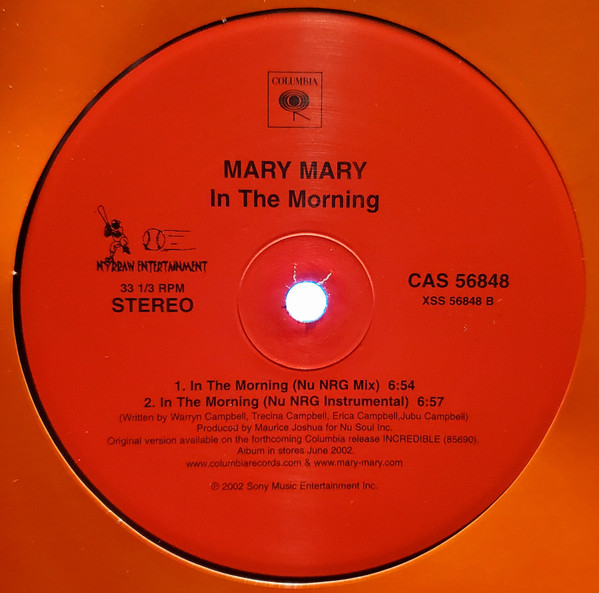 COLUMBIA
MARY MARY
In The Morning
MYRRAW ENTERTAINMENT
33 1/3 RPM
STEREO
CAS 56848
XSS 56848 B
1. In The Morning (Nu NRG Mix) 6:54
2. In The Morning (Nu NRG Instrumental) 6:57
(Written by Warryn Campbell, Trecina Campbell, Erica Campbell,Jubu Campbell)
Produced by Maurice Joshua for Nu Soul Inc.
Original version available on the forthcoming Columbia release INCREDIBLE (85690).
Album in stores June 2002.
www.columbiarecords.com & www.mary-mary.com
℗ 2002 Sony Music Entertainment Inc.